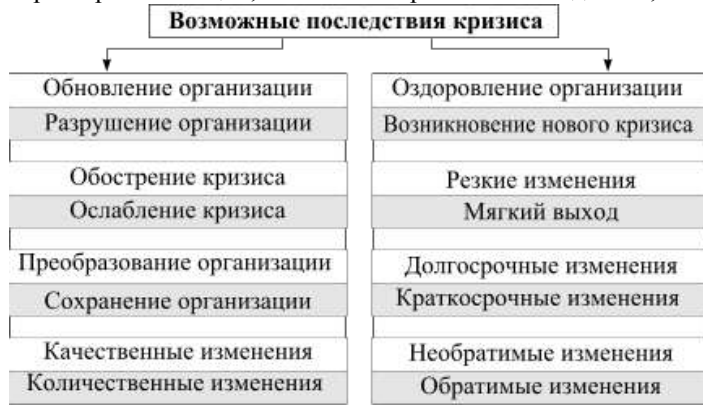 Возможные последствия кризиса
Обновление организации
Разрушение организации
Обострение кризиса
Ослабление кризиса
Преобразование организации
Сохранение организации
Качественные изменения
Количественные изменения
Оздоровление организации
Возникновение нового кризиса
Резкие изменения
Мягкий выход
Долгосрочные изменения
Краткосрочные изменения
Необратимые изменения
Обратимые изменения